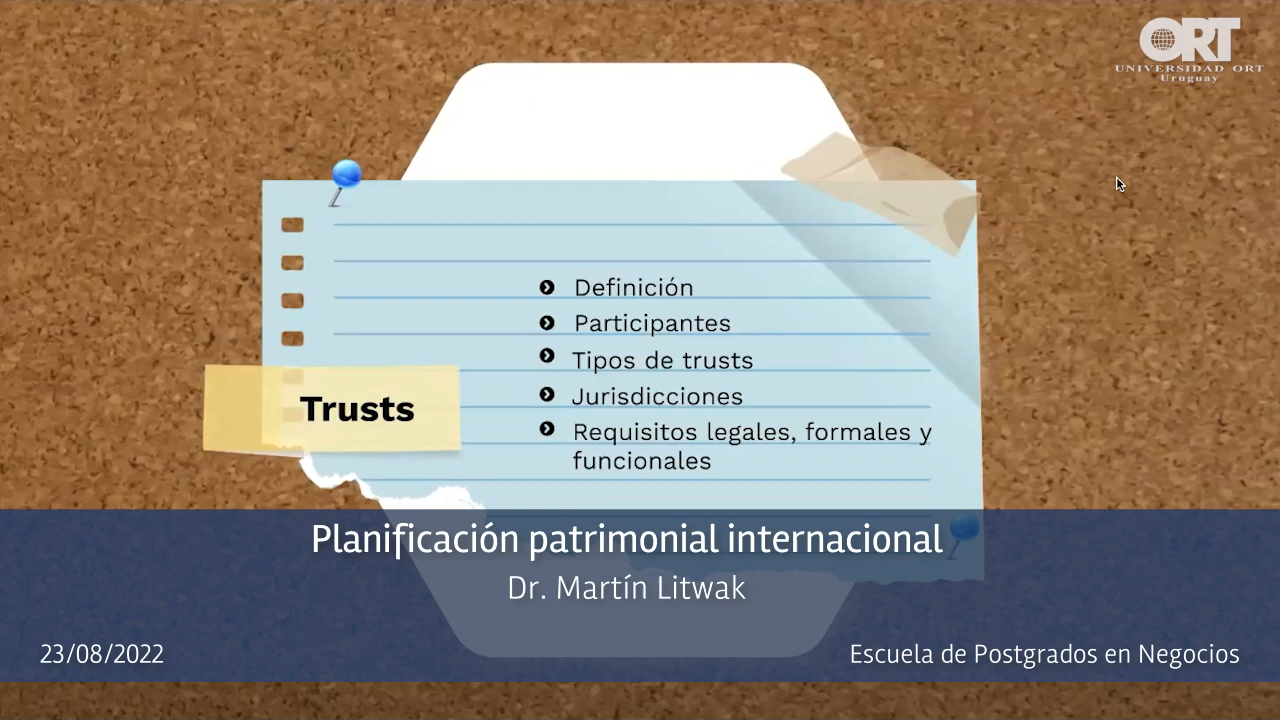 ORT
UNIVERSIDAD ORT
Uruguay
Definición
Participantes
Tipos de trusts
Jurisdicciones
Requisitos legales, formales y
funcionales
Trusts
Planificación patrimonial internacional
Dr. Martín Litwak
23/08/2022
Escuela de Postgrados en Negocios